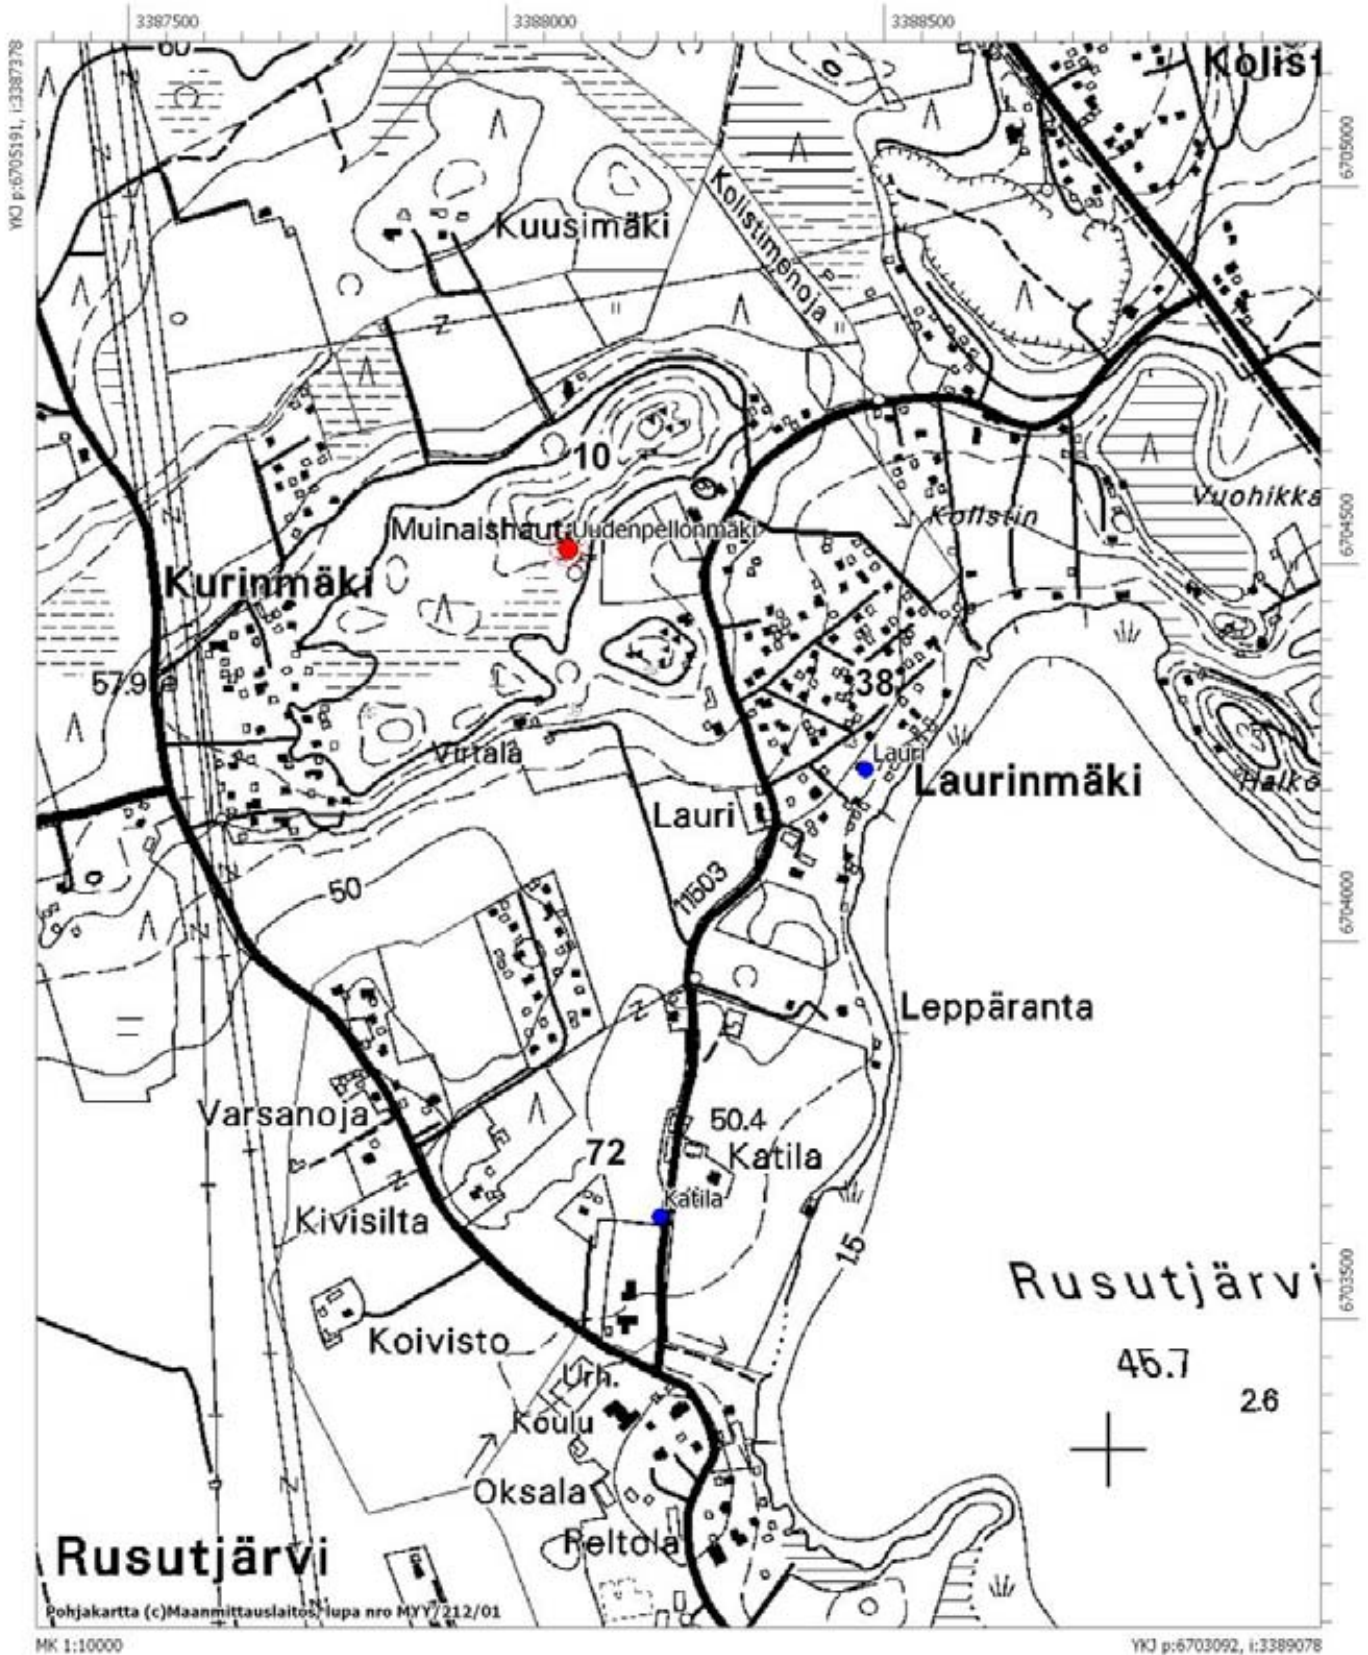 3387500
3388000
3388500
YKJ p:6705191, i:3387378
60
Kolist
6705000
Kuusimäki
Kolistimenoja
10
Vuohikka
6704500
Muinaishaut
Uudenpellonmäki
Kolistin
Kurinmäki
57.9
38
Virtala
Lauri
Laurinmäki
Halko
Lauri
50
11503
6704000
Leppäranta
Varsanoja
50.4
72
Katila
Katila
Kivisilta
15
Rusutjärvi
6703500
Koivisto
45.7
Urh.
2.6
Koulu
Oksala
Peltola
Rusutjärvi
Pohjakartta (c)Maanmittauslaitos, lupa nro MYY/212/01
MK 1:10000
YKJ p:6703092, i:3389078